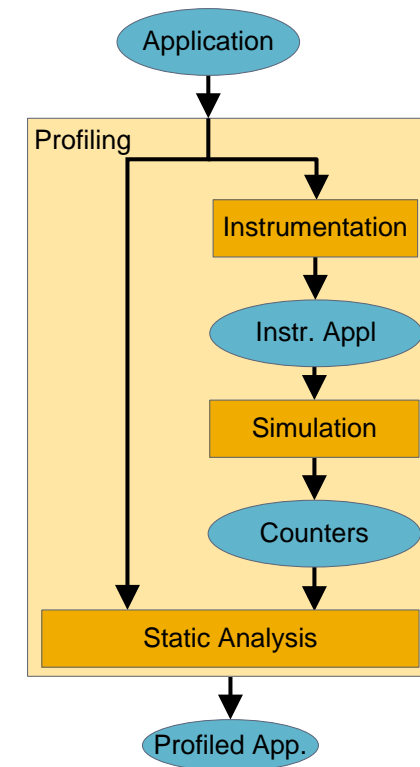 Application
Profiling
Instrumentation
Instr. Appl
Simulation
Counters
Static Analysis
Profiled App.